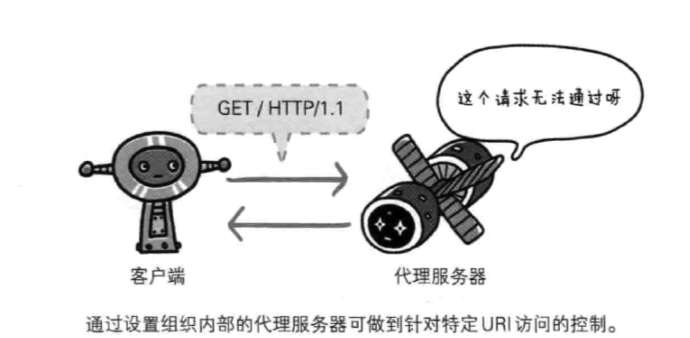 这个请求无法通过呀
GET / HTTP/1.1
客户端
代理服务器
通过设置组织内部的代理服务器可做到针对特定URI访问的控制。